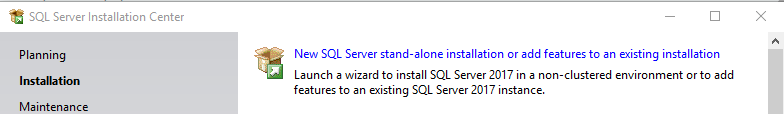 SQL Server Installation Center
Planning
Installation
Maintenance
New SQL Server stand-alone installation or add features to an existing installation
Launch a wizard to install SQL Server 2017 in a non-clustered environment or to add
features to an existing SQL Server 2017 instance.